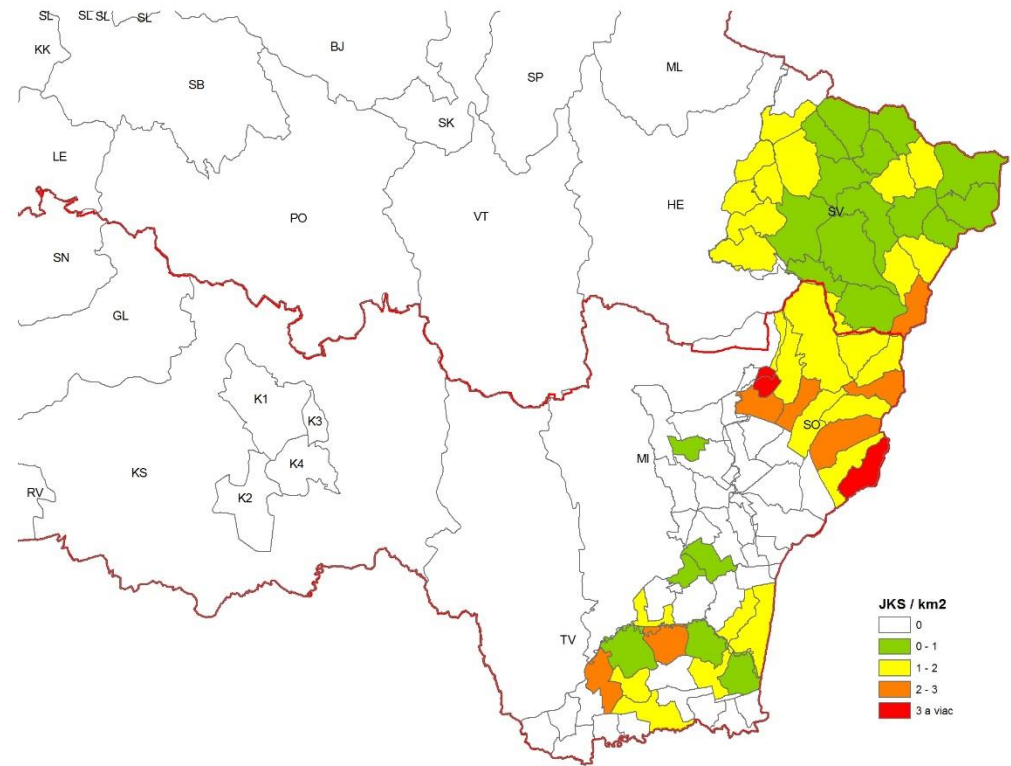 SL SL SL SL
KK
BJ
SB
SP
ML
SK
LE
PO
VT
HE
SV
SN
GL
K1
K3
SO
KS
K4
MI
RV
K2
TV
JKS / km2
0
0 - 1
1 - 2
2 - 3
3 a viac